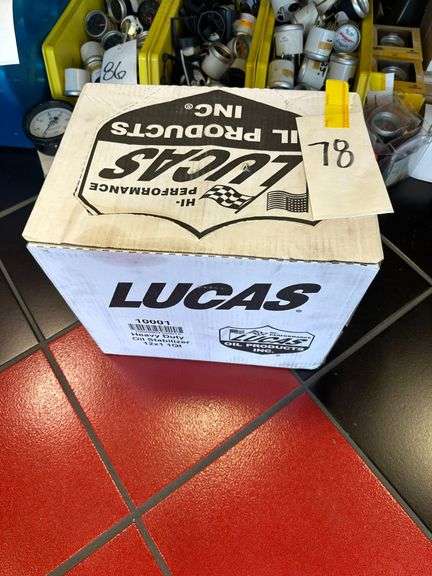 86
OIL PRODUCTS
INC
®
LUCAS
HI-
PERFORMANCE
78
LUCAS®
10001
Heavy Duty
Oil Stabilizer
12x1 1Qt
LUCAS
OIL PRODUCTS
INC.